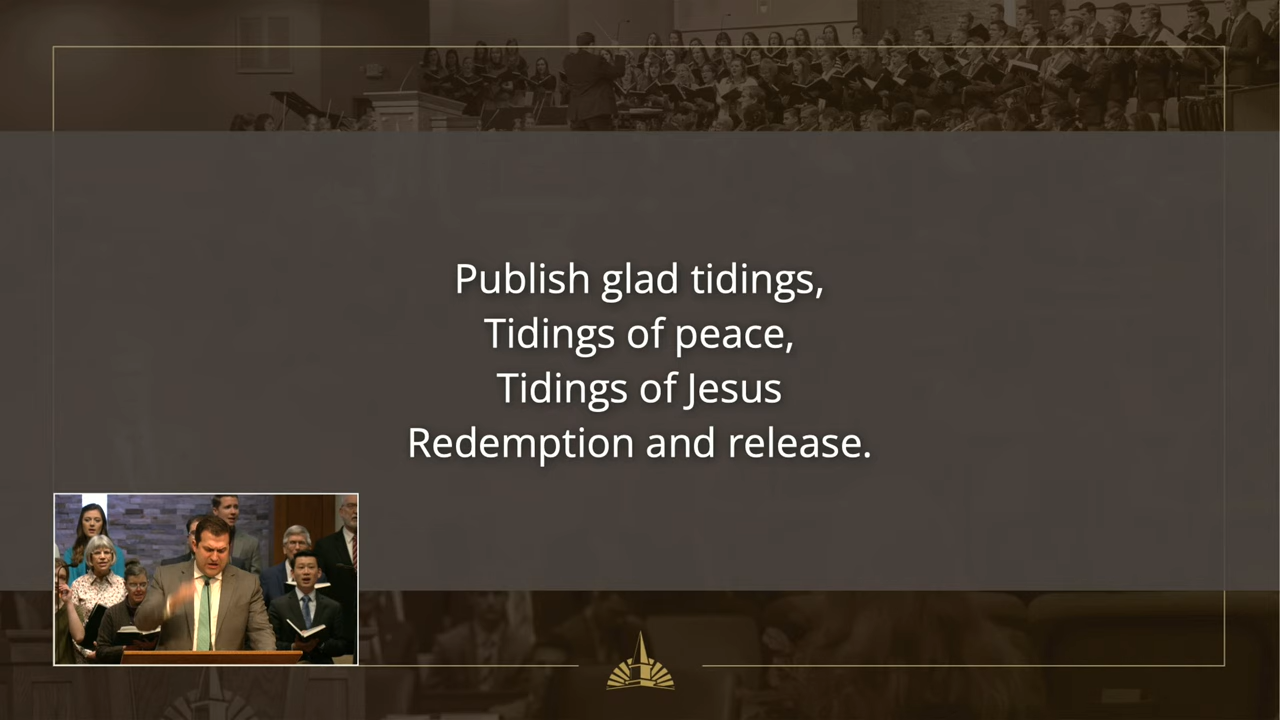 Publish glad tidings,
Tidings of peace,
Tidings of Jesus
Redemption and release.